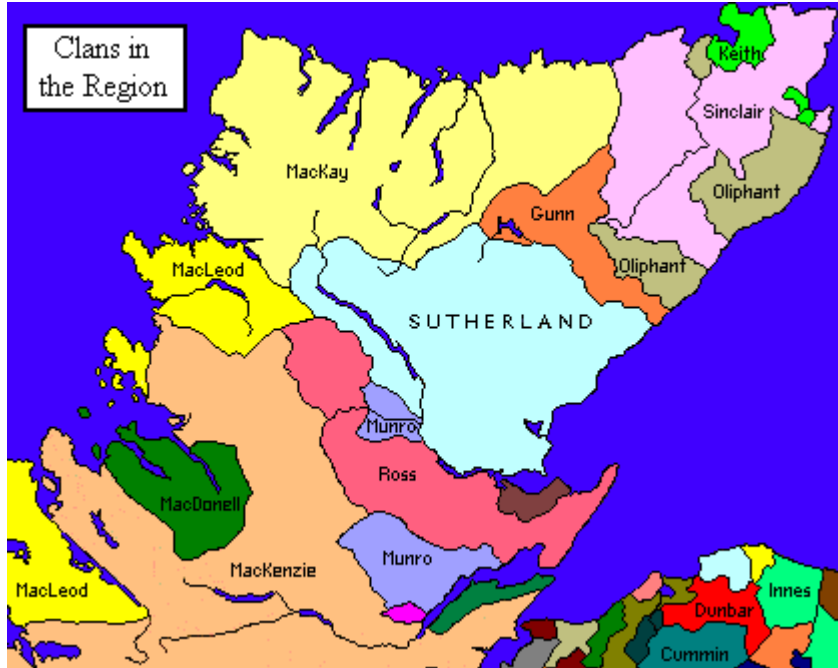 Clans in
the Region
Keith
Sinclair
MacKay
Oliphant
Gunn
MacLeod
Oliphant
SUTHERLAND
Munro
Ross
MacDonell
Munro
MacKenzie
MacLeod
Innes
Dunbar
Cummin